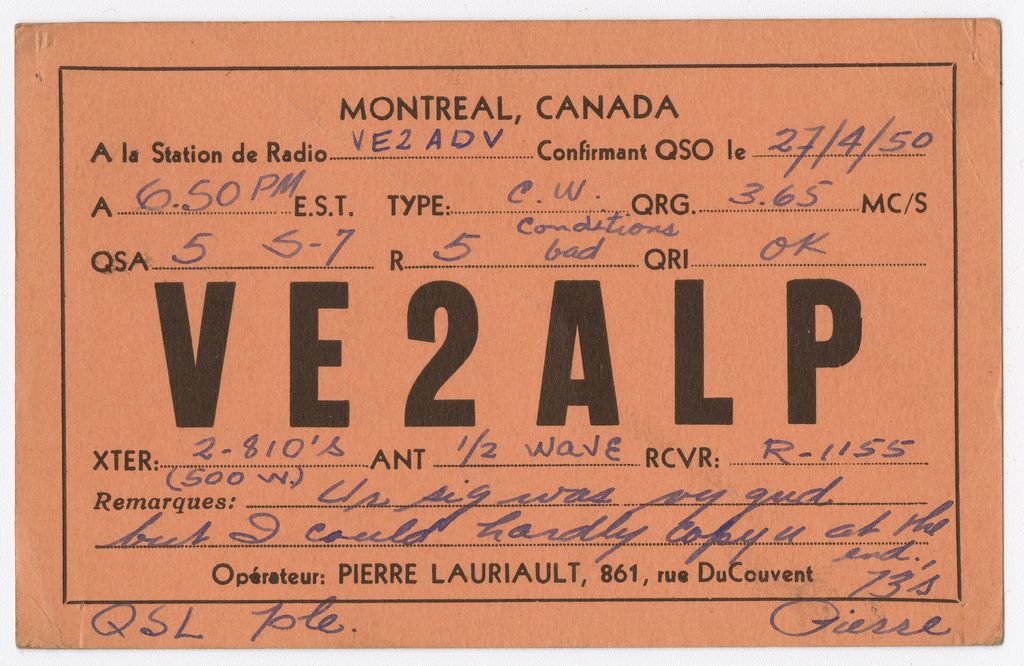 MONTREAL, CANADA
A la Station de Radio VE2ADV Confirmant QSO le 27/4/50
A 6.50 PM E.S.T. TYPE: C.W. QRG. 3.65 MC/S
QSA 5 S-7 R 5 Conditions bad QRI OK
VE2ALP
XTER: 2-810's (500 W.) ANT 1/2 WAVE RCVR: R-1155
Remarques: Ur sig was vy gud
but I could hardly copy u at the
end.
Opérateur: PIERRE LAURIAULT, 861, rue DuCouvent 73's
QSL Ple. Pierre